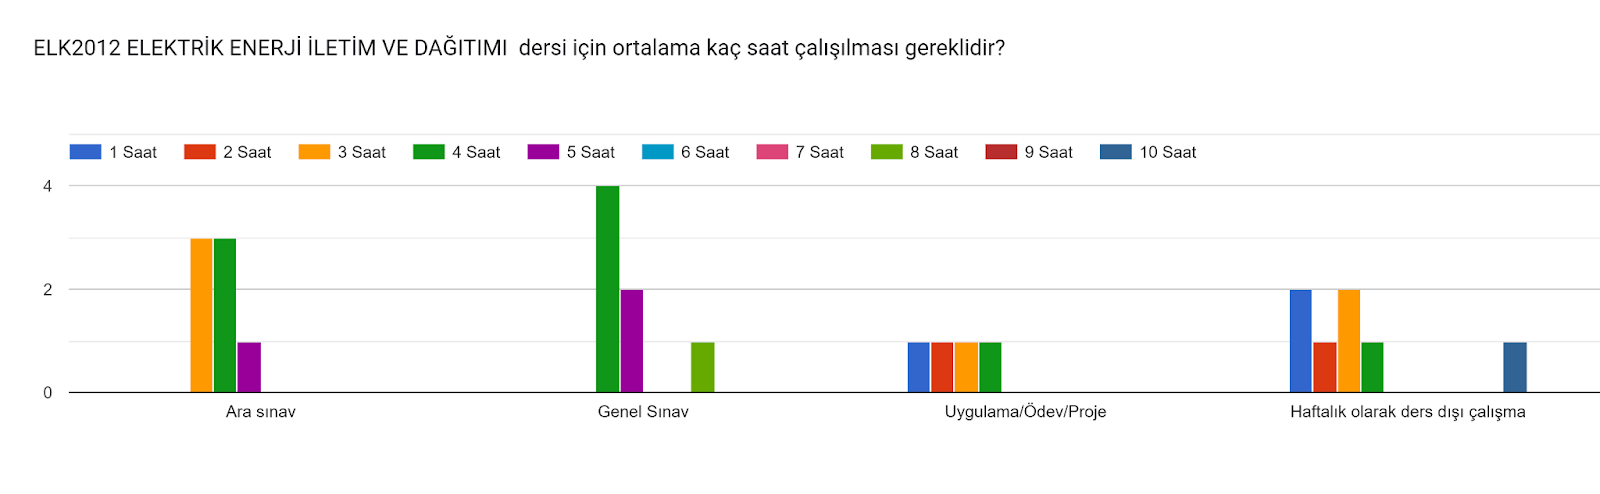 ELK2012 ELEKTRİK ENERJİ İLETİM VE DAĞITIMI  dersi için ortalama kaç saat çalışılması gereklidir?
1 Saat 2 Saat 3 Saat 4 Saat 5 Saat 6 Saat 7 Saat 8 Saat 9 Saat 10 Saat
4
2
0
Ara sınav Genel Sınav Uygulama/Ödev/Proje Haftalık olarak ders dışı çalışma